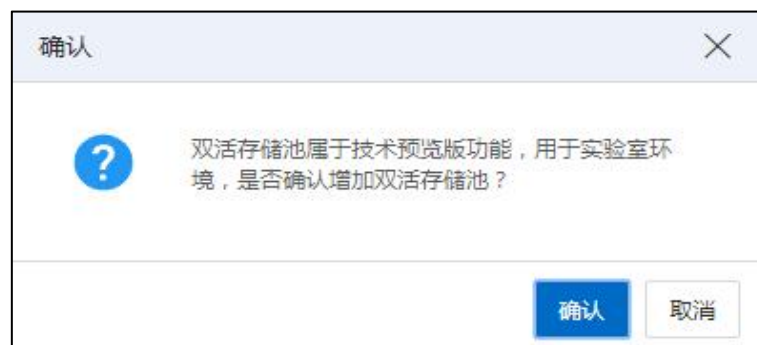 确认
双活存储池属于技术预览版功能，用于实验室环
境，是否确认增加双活存储池？
确认
取消